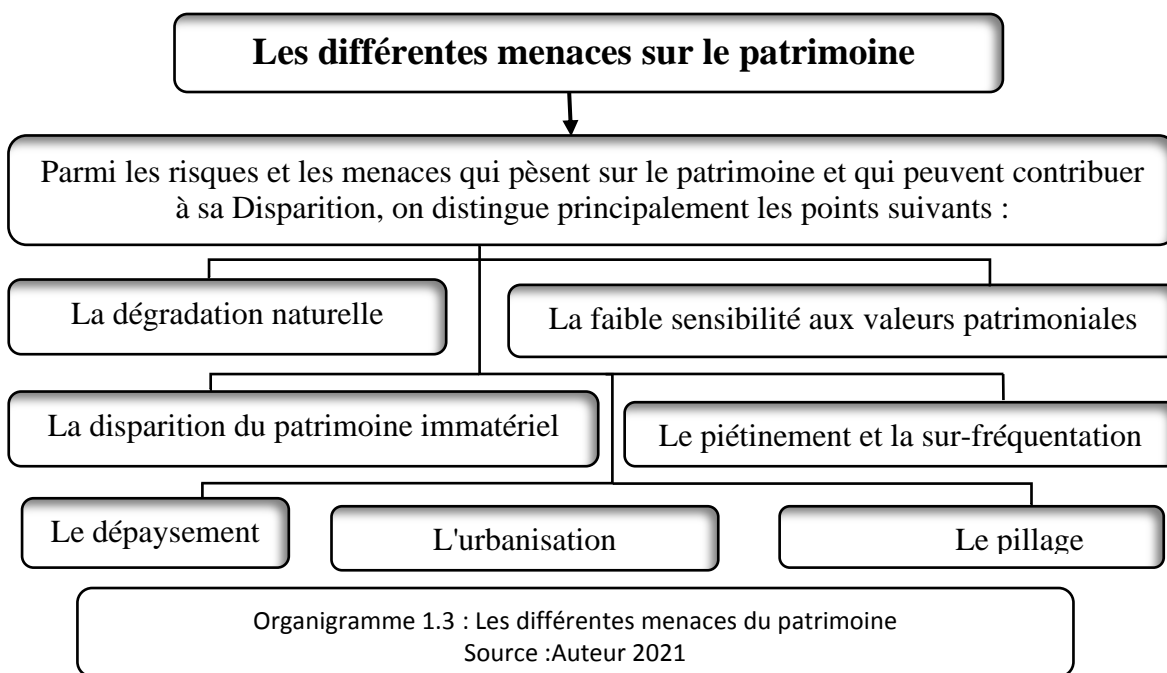 Les différentes menaces sur le patrimoine
Parmi les risques et les menaces qui pèsent sur le patrimoine et qui peuvent contribuer
à sa Disparition, on distingue principalement les points suivants :
La dégradation naturelle
La faible sensibilité aux valeurs patrimoniales
La disparition du patrimoine immatériel
Le piétinement et la sur-fréquentation
Le dépaysement
L'urbanisation
Le pillage
Organigramme 1.3 : Les différentes menaces du patrimoine
Source :Auteur 2021